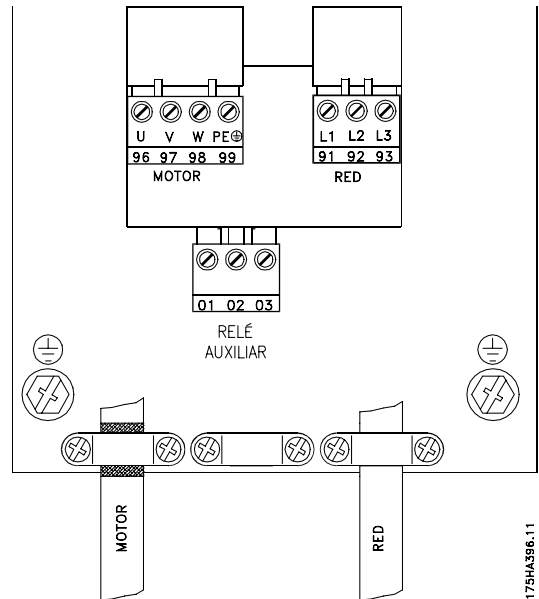 U V W PE
96 97 98 99
MOTOR
L1 L2 L3
91 92 93
RED
01 02 03
RELÉ
AUXILIAR
MOTOR
RED
175HA396.11